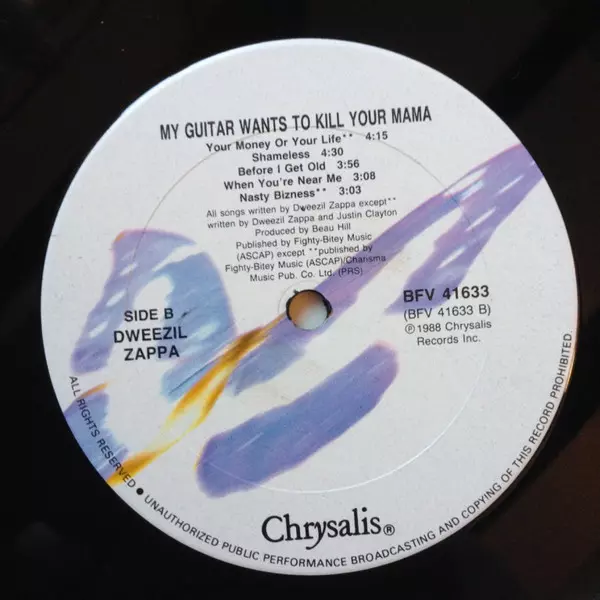 MY GUITAR WANTS TO KILL YOUR MAMA
Your Money Or Your Life** 4:15
Shameless 4:30
Before I Get Old 3:56
When You're Near Me 3:08
Nasty Bizness** 3:03
All songs written by Dweezil Zappa except**
written by Dweezil Zappa and Justin Clayton
Produced by Beau Hill
Published by Fighty-Bitey Music
(ASCAP) except **published by
Fighty-Bitey Music (ASCAP)/Charisma
Music Pub. Co. Ltd. (PRS)
SIDE B
DWEEZIL
ZAPPA
BFV 41633
(BFV 41633 B)
℗1988 Chrysalis
Records Inc.
Chrysalis®
ALL RIGHTS RESERVED • UNAUTHORIZED PUBLIC PERFORMANCE BROADCASTING AND COPYING OF THIS RECORD PROHIBITED.